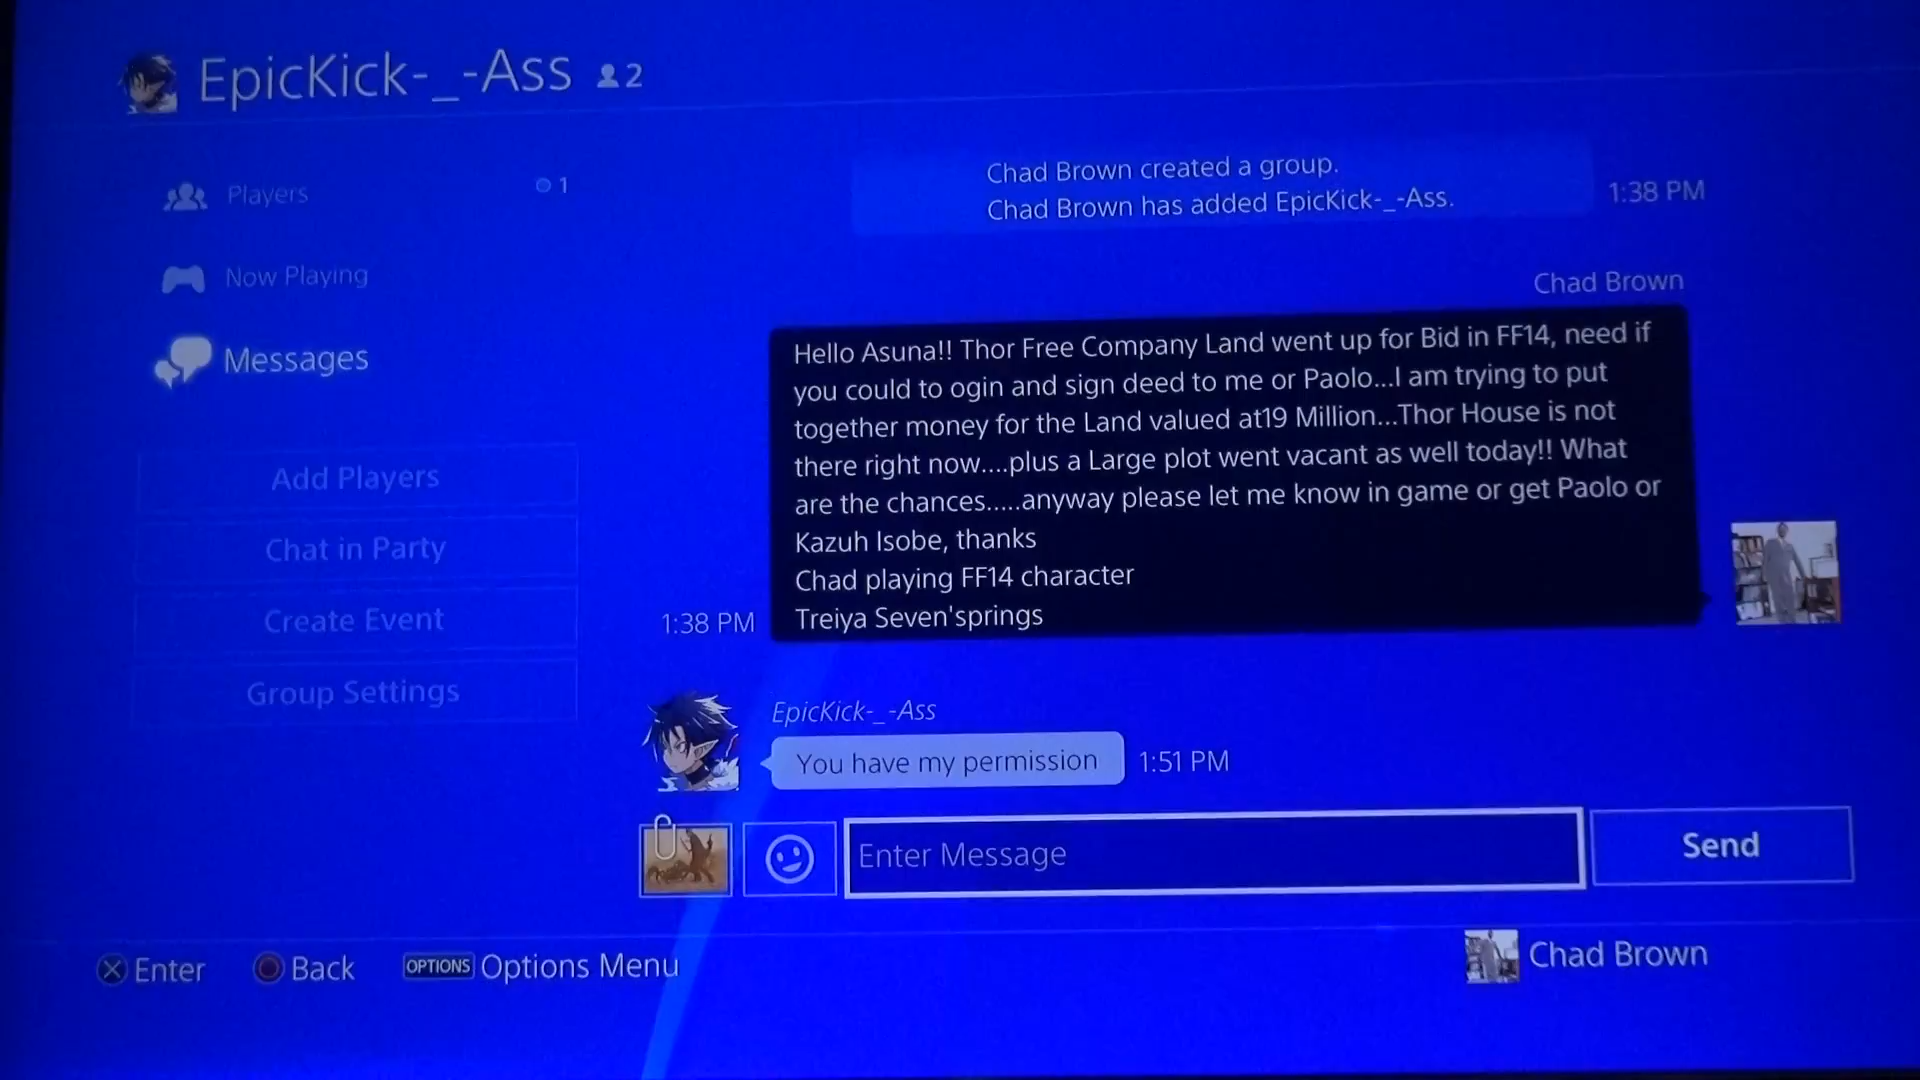 EpicKick-_-Ass 2
Players 1
Now Playing
Messages
Add Players
Chat in Party
Create Event
Group Settings
Chad Brown created a group.
Chad Brown has added EpicKick-_-Ass.
1:38 PM
Chad Brown
Hello Asuna!! Thor Free Company Land went up for Bid in FF14, need if
you could to ogin and sign deed to me or Paolo...I am trying to put
together money for the Land valued at19 Million...Thor House is not
there right now....plus a Large plot went vacant as well today!! What
are the chances.....anyway please let me know in game or get Paolo or
Kazuh Isobe, thanks
Chad playing FF14 character
Treiya Seven'springs
1:38 PM
EpicKick-_-Ass
You have my permission 1:51 PM
Enter Message
Send
Enter Back OPTIONS Options Menu
Chad Brown